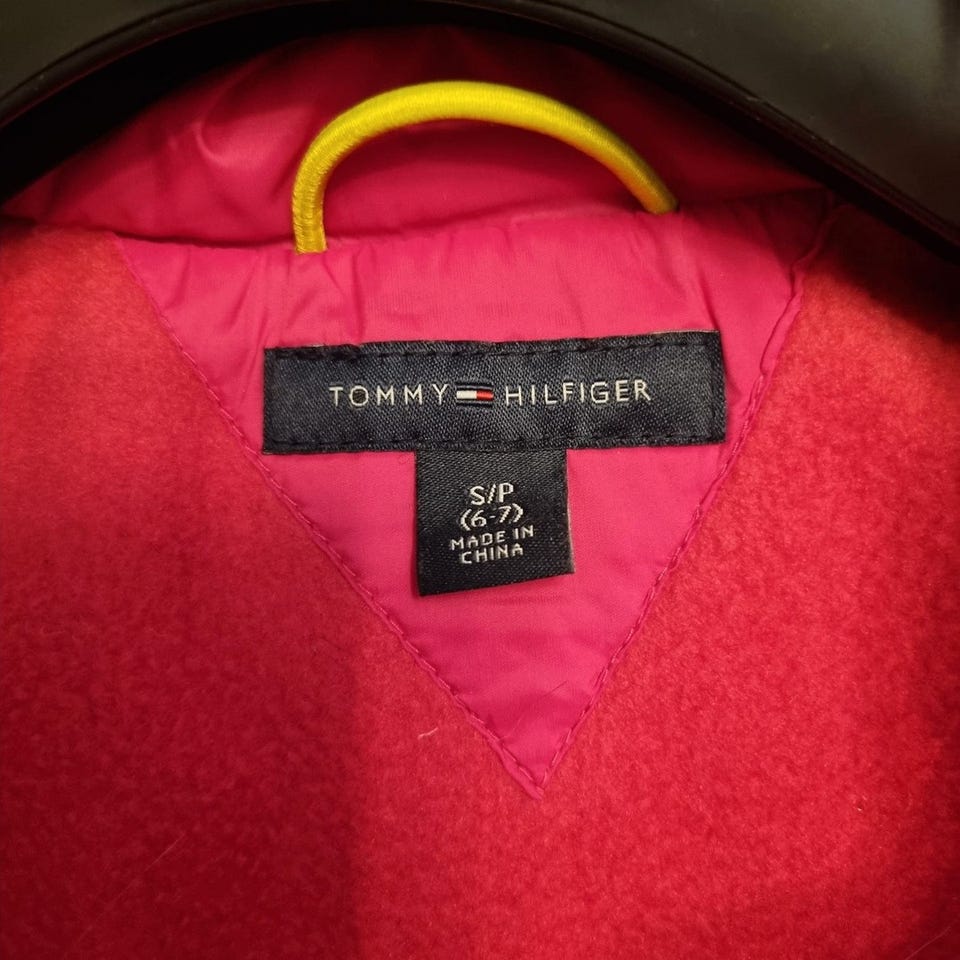 TOMMY HILFIGER
S/P
(6-7)
MADE IN
CHINA